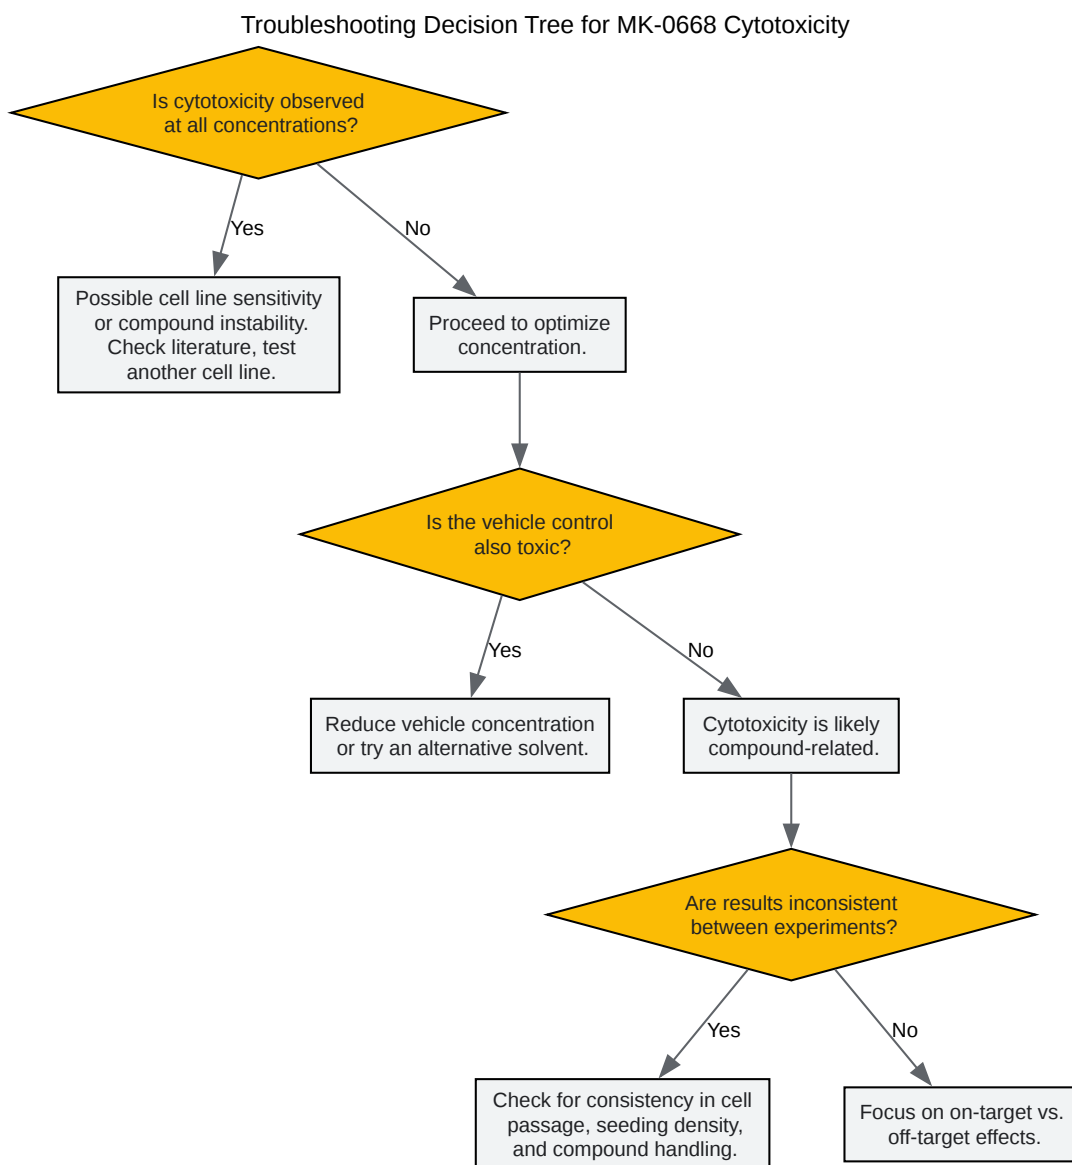 Troubleshooting Decision Tree for MK-0668 Cytotoxicity
Is cytotoxicity observed
at all concentrations?
Yes
No
Possible cell line sensitivity
or compound instability.
Check literature, test
another cell line.
Proceed to optimize
concentration.
Is the vehicle control
also toxic?
Yes
No
Reduce vehicle concentration
or try an alternative solvent.
Cytotoxicity is likely
compound-related.
Are results inconsistent
between experiments?
Yes
No
Check for consistency in cell
passage, seeding density,
and compound handling.
Focus on on-target vs.
off-target effects.